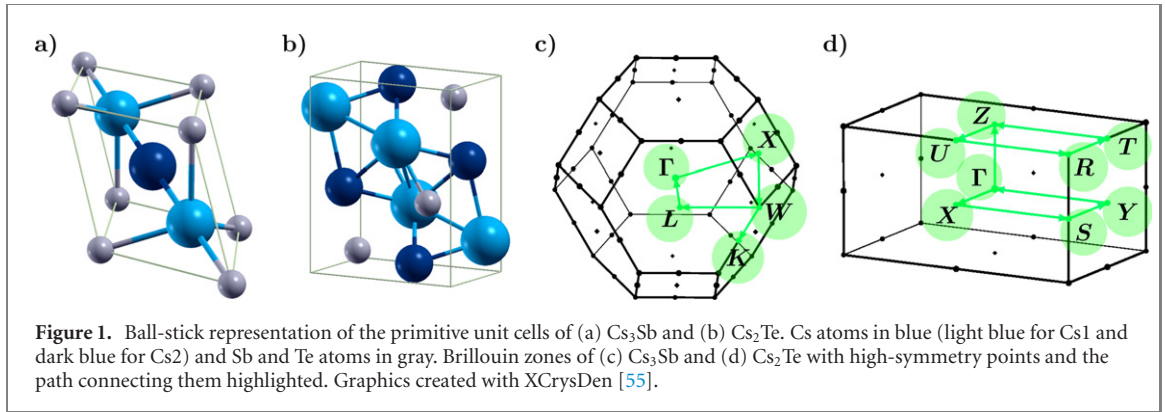 a)
b)
c)
d)
Γ
X
L
W
K
Z
U
T
R
Γ
X
Y
S
Figure 1. Ball-stick representation of the primitive unit cells of (a) Cs₃Sb and (b) Cs₂Te. Cs atoms in blue (light blue for Cs1 and
dark blue for Cs2) and Sb and Te atoms in gray. Brillouin zones of (c) Cs₃Sb and (d) Cs₂Te with high-symmetry points and the
path connecting them highlighted. Graphics created with XCrysDen [55].